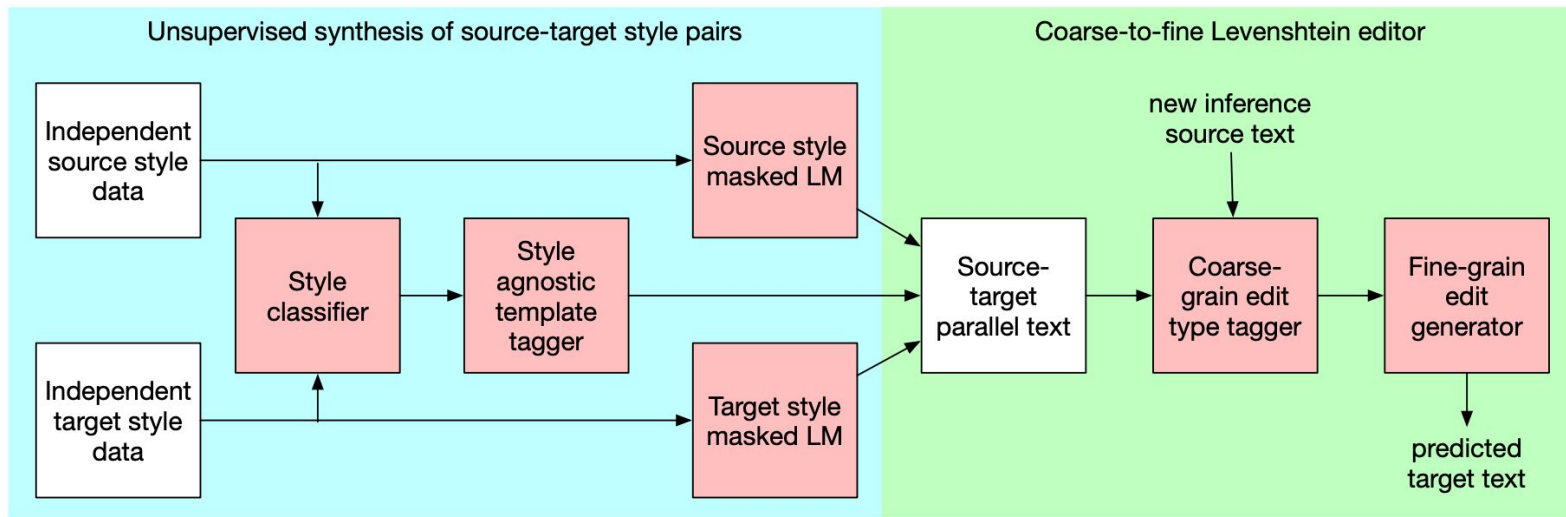 Unsupervised synthesis of source-target style pairs
Independent
source style
data
Style
classifier
Independent
target style
data
Style
agnostic
template
tagger
Source style
masked LM
Target style
masked LM
Coarse-to-fine Levenshtein editor
Source-
target
parallel text
new inference
source text
Coarse-
grain edit
type tagger
Fine-grain
edit
generator
predicted
target text